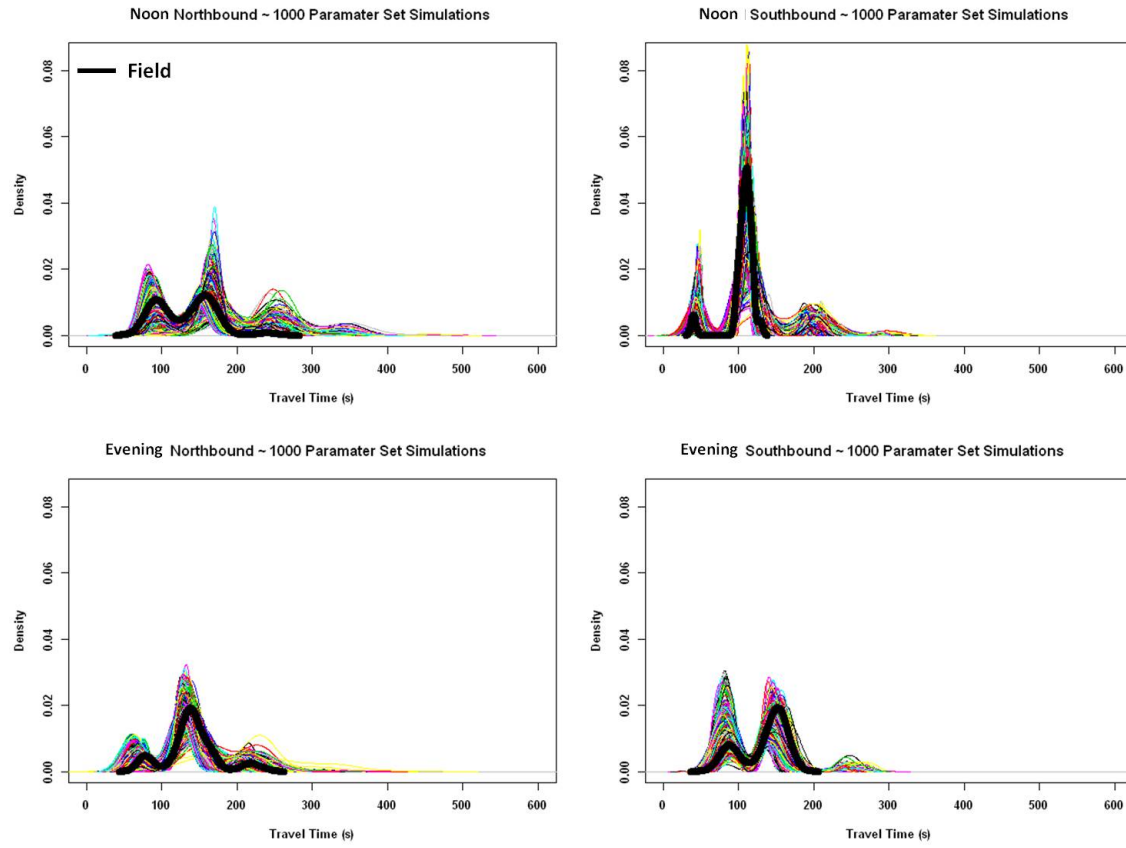 Noon Northbound ~ 1000 Paramater Set Simulations
Field
0.08
0.06
0.04
0.02
0.00
Density
0 100 200 300 400 500 600
Travel Time (s)
Noon Southbound ~ 1000 Paramater Set Simulations
0.08
0.06
0.04
0.02
0.00
Density
0 100 200 300 400 500 600
Travel Time (s)
Evening Northbound ~ 1000 Paramater Set Simulations
0.08
0.06
0.04
0.02
0.00
Density
0 100 200 300 400 500 600
Travel Time (s)
Evening Southbound ~ 1000 Paramater Set Simulations
0.08
0.06
0.04
0.02
0.00
Density
0 100 200 300 400 500 600
Travel Time (s)